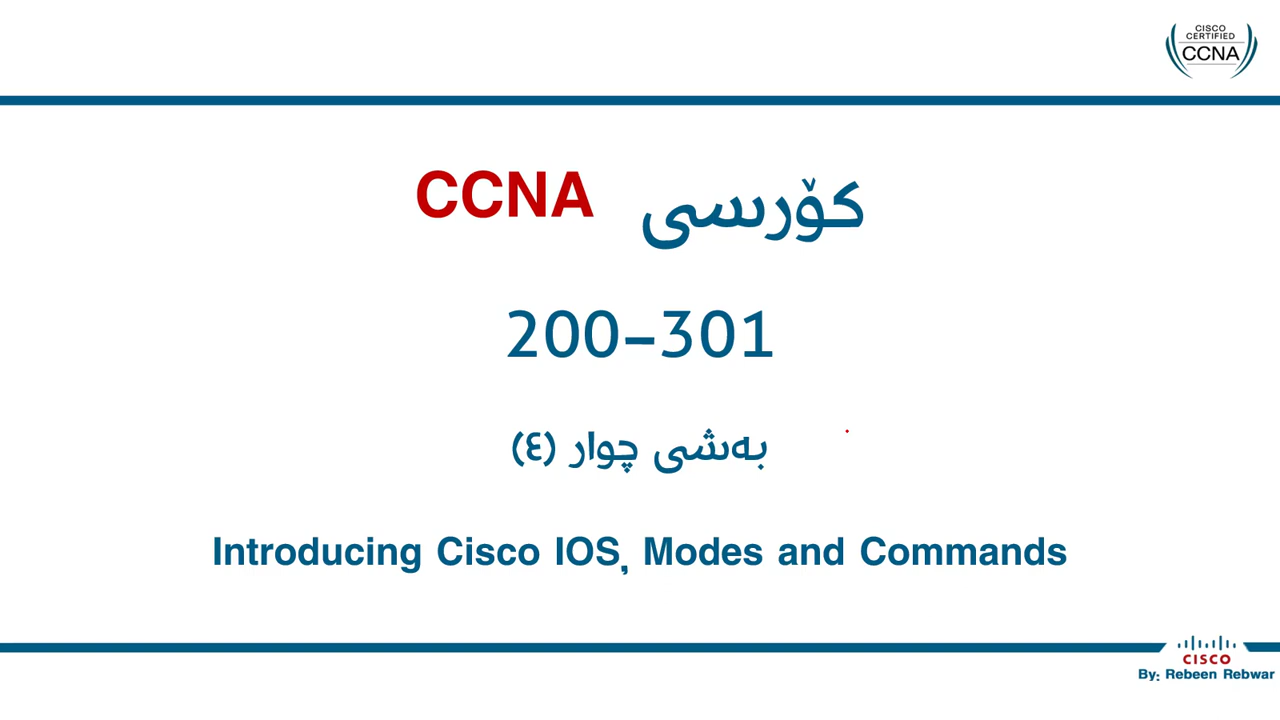 CISCO
CERTIFIED
CCNA
کۆرسی CCNA
200-301
بەشی چوار (٤)
Introducing Cisco IOS, Modes and Commands
CISCO
By: Rebeen Rebwar